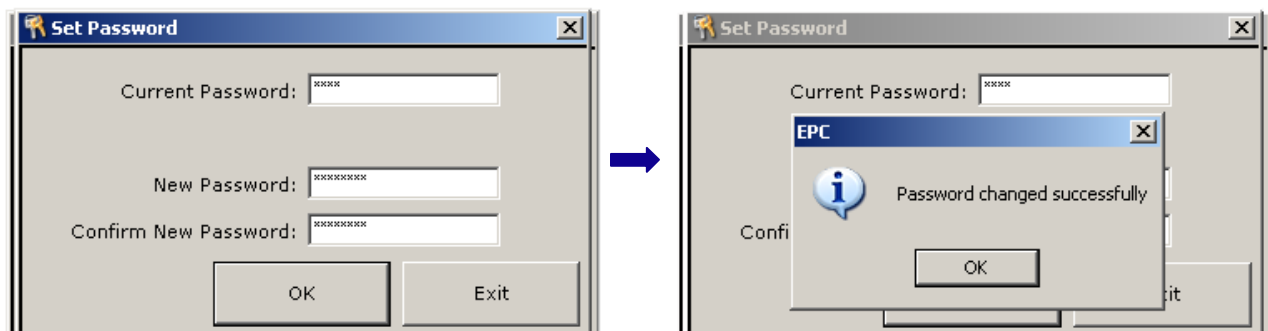 Set Password
Current Password: ****
New Password: ********
Confirm New Password: ********
OK Exit
Set Password
Current Password: ****
EPC
Password changed successfully
Confi
OK
it